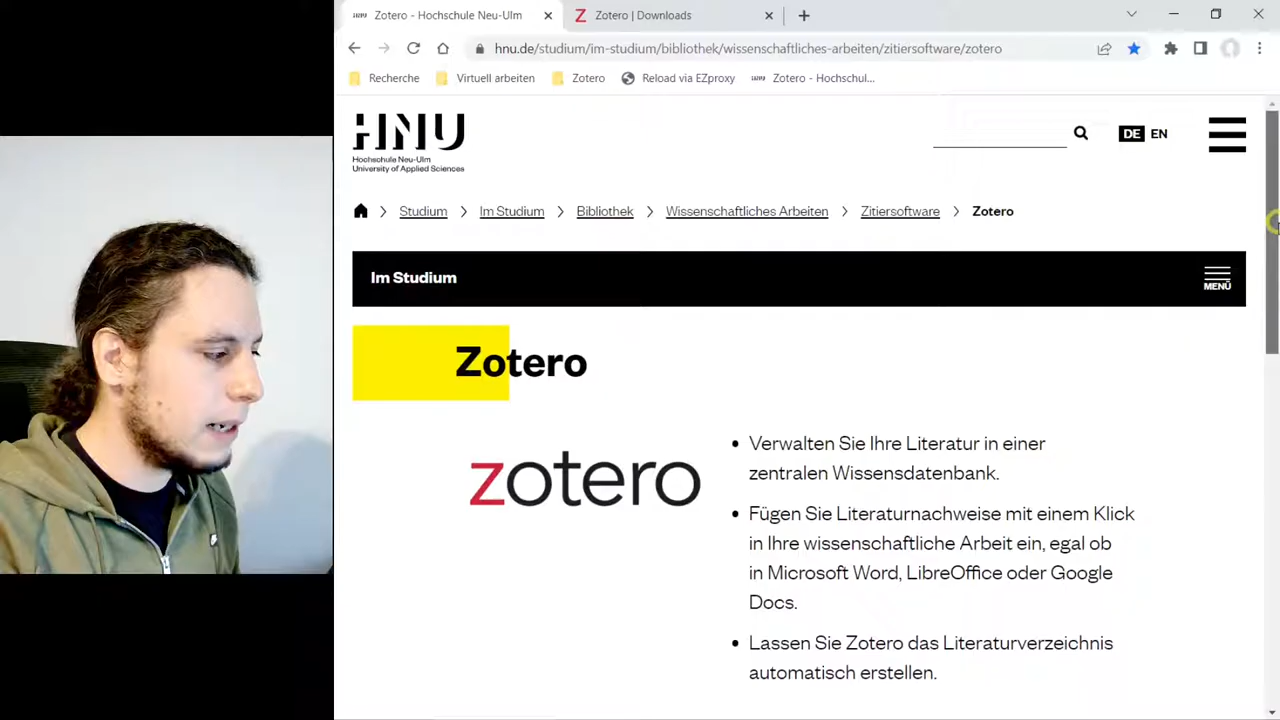 Zotero - Hochschule Neu-Ulm
Zotero | Downloads
hnu.de/studium/im-studium/bibliothek/wissenschaftliches-arbeiten/zitiersoftware/zotero
Recherche
Virtuell arbeiten
Zotero
Reload via EZproxy
Zotero - Hochschul...
HNU
Hochschule Neu-Ulm
University of Applied Sciences
DE EN
Studium
Im Studium
Bibliothek
Wissenschaftliches Arbeiten
Zitiersoftware
Zotero
Im Studium
MENÜ
Zotero
zotero
• Verwalten Sie Ihre Literatur in einer
zentralen Wissensdatenbank.
• Fügen Sie Literaturnachweise mit einem Klick
in Ihre wissenschaftliche Arbeit ein, egal ob
in Microsoft Word, LibreOffice oder Google
Docs.
• Lassen Sie Zotero das Literaturverzeichnis
automatisch erstellen.